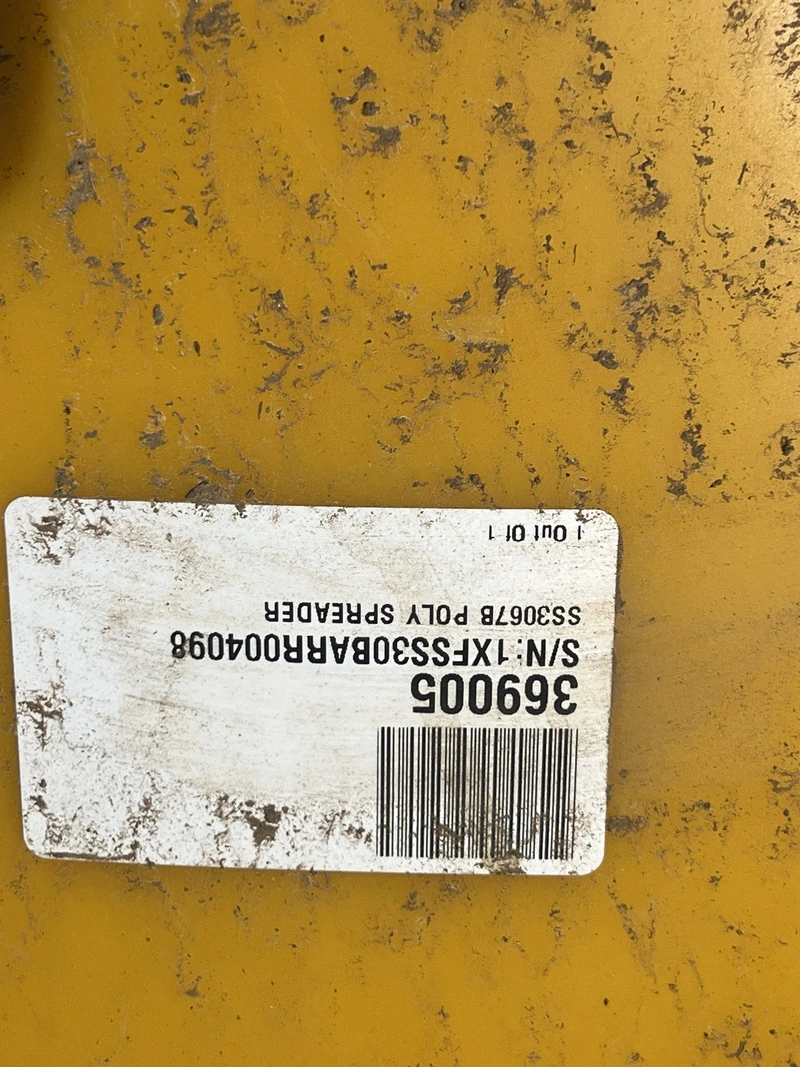 369005
S/N:1XFSS30BARR004098
SS3067B POLY SPREADER
1 Out Of 1